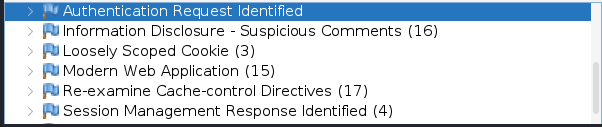 Authentication Request Identified
Information Disclosure - Suspicious Comments (16)
Loosely Scoped Cookie (3)
Modern Web Application (15)
Re-examine Cache-control Directives (17)
Session Management Response Identified (4)